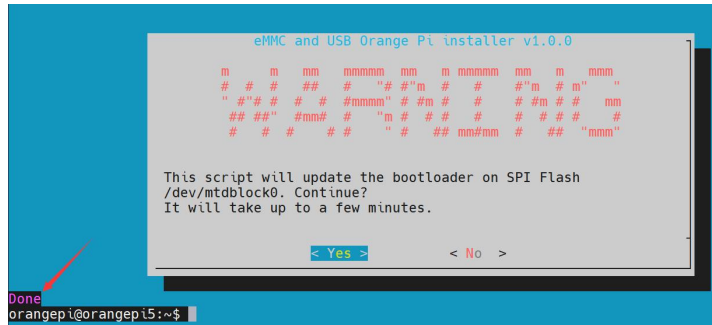 eMMC and USB Orange Pi installer v1.0.0
WARNING
This script will update the bootloader on SPI Flash
/dev/mtdblock0. Continue?
It will take up to a few minutes.
< Yes > < No >
Done
orangepi@orangepi5:~$